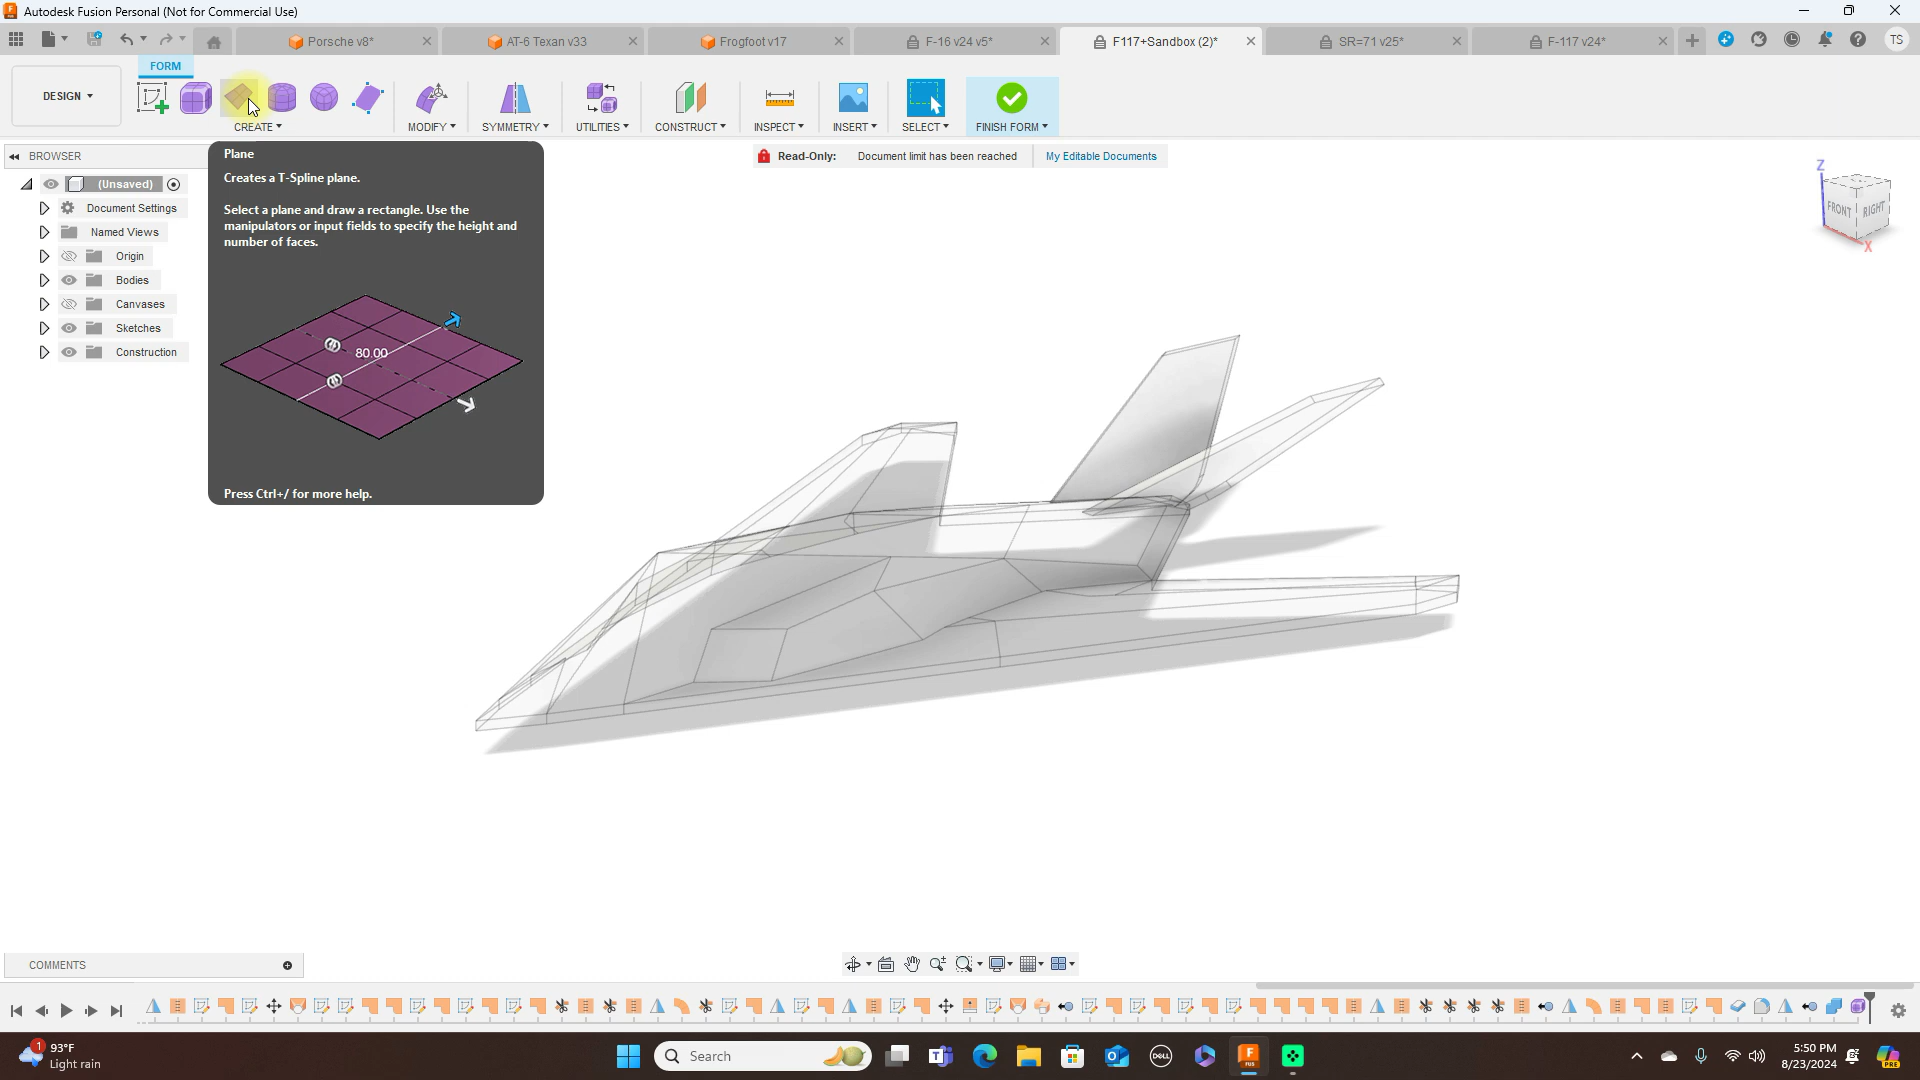 Autodesk Fusion Personal (Not for Commercial Use)
Porsche v8*
AT-6 Texan v33
Frogfoot v17
F-16 v24 v5*
F117+Sandbox (2)*
SR=71 v25*
F-117 v24*
TS
FORM
DESIGN
CREATE
MODIFY
SYMMETRY
UTILITIES
CONSTRUCT
INSPECT
INSERT
SELECT
FINISH FORM
BROWSER
Read-Only: Document limit has been reached My Editable Documents
(Unsaved)
Document Settings
Named Views
Origin
Bodies
Canvases
Sketches
Construction
Plane
Creates a T-Spline plane.
Select a plane and draw a rectangle. Use the
manipulators or input fields to specify the height and
number of faces.
80.00
Press Ctrl+/ for more help.
Z
FRONT
RIGHT
X
COMMENTS
1
93°F
Light rain
Search
DELL
F
FUS
5:50 PM
8/23/2024
PRE